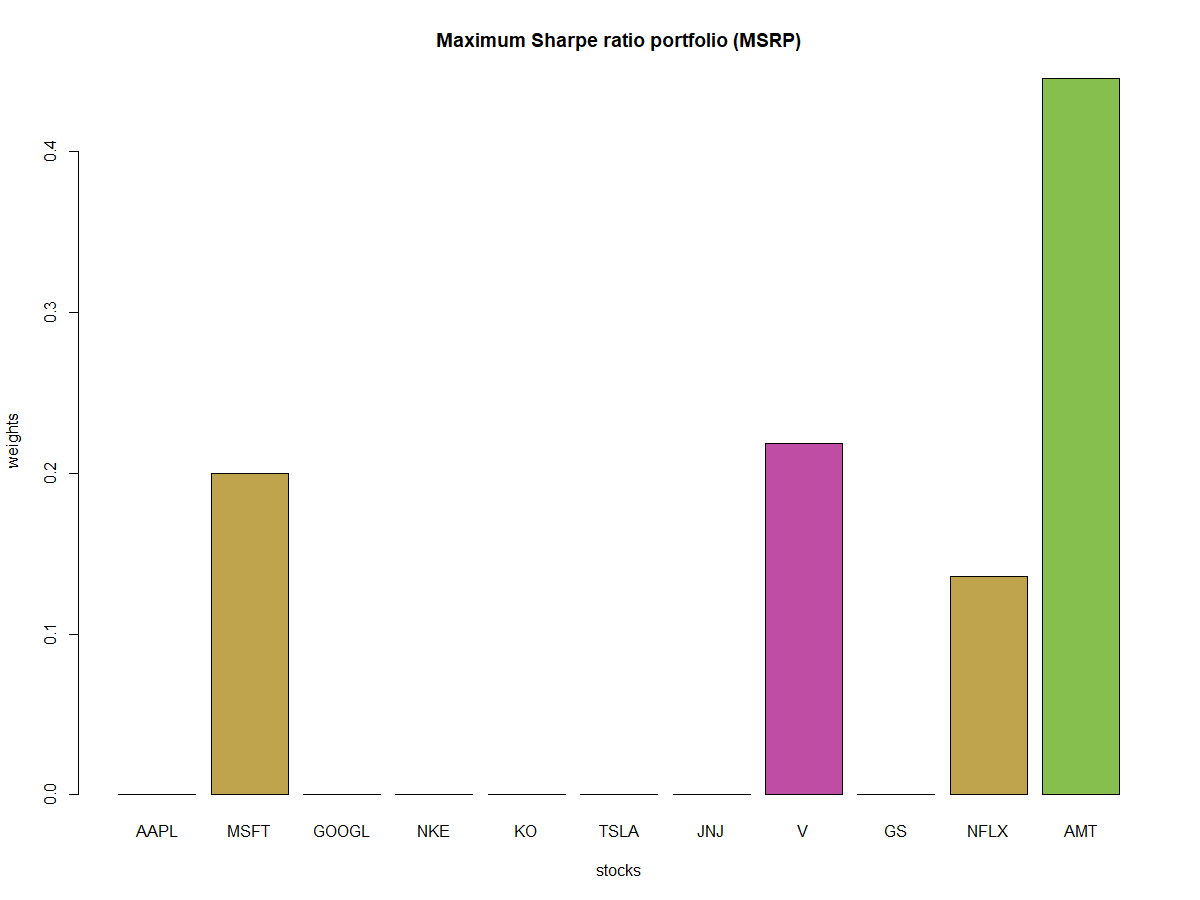 Maximum Sharpe ratio portfolio (MSRP)
weights
0.4
0.3
0.2
0.1
0.0
AAPL MSFT GOOGL NKE KO TSLA JNJ V GS NFLX AMT
stocks